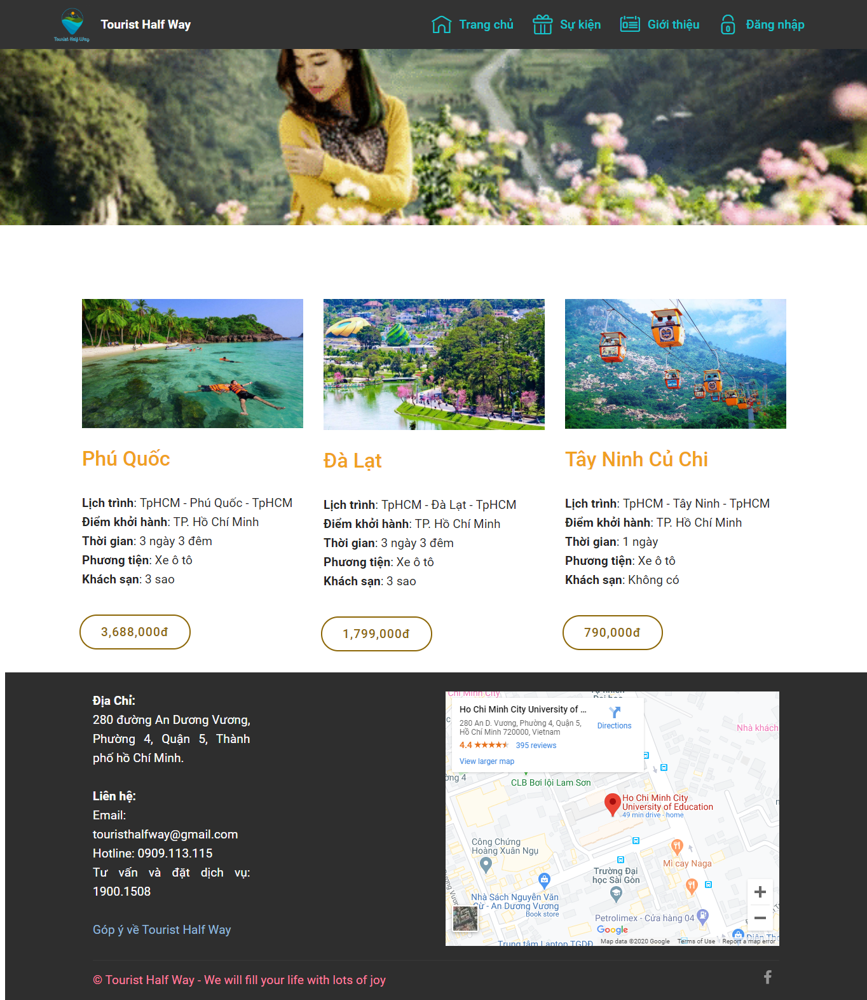 Tourist Half Way
Tourist Half Way
Trang chủ
Sự kiện
Giới thiệu
Đăng nhập
Phú Quốc
Lịch trình: TpHCM - Phú Quốc - TpHCM
Điểm khởi hành: TP. Hồ Chí Minh
Thời gian: 3 ngày 3 đêm
Phương tiện: Xe ô tô
Khách sạn: 3 sao
3,688,000đ
Đà Lạt
Lịch trình: TpHCM - Đà Lạt - TpHCM
Điểm khởi hành: TP. Hồ Chí Minh
Thời gian: 3 ngày 3 đêm
Phương tiện: Xe ô tô
Khách sạn: 3 sao
1,799,000đ
Tây Ninh Củ Chi
Lịch trình: TpHCM - Tây Ninh - TpHCM
Điểm khởi hành: TP. Hồ Chí Minh
Thời gian: 1 ngày
Phương tiện: Xe ô tô
Khách sạn: Không có
790,000đ
Địa Chỉ:
280 đường An Dương Vương,
Phường 4, Quận 5, Thành
phố hồ Chí Minh.
Liên hệ:
Email:
touristhalfway@gmail.com
Hotline: 0909.113.115
Tư vấn và đặt dịch vụ:
1900.1508
Góp ý về Tourist Half Way
Chí Minh City
Ho Chi Minh City University of ...
280 An D. Vương, Phường 4, Quận 5,
Hồ Chí Minh 720000, Vietnam
4.4
395 reviews
View larger map
Directions
Nhà khách
CLB Bơi lội Lam Sơn
Ho Chi Minh City
University of Education
49 min drive - home
Công Chứng
Hoàng Xuân Ngụ
Mì cay Naga
Trường Đại
học Sài Gòn
Nhà Sách Nguyễn Văn
Cừ - An Dương Vương
Book store
Petrolimex - Cửa hàng 04
Google
Trung tâm Laptop TGDĐ
Map data ©2020 Google
Terms of Use
Report a map error
© Tourist Half Way - We will fill your life with lots of joy